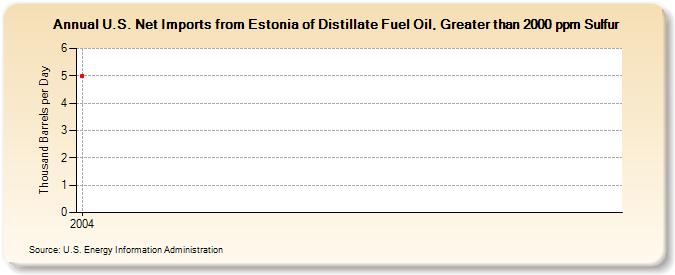 Annual U.S. Net Imports from Estonia of Distillate Fuel Oil, Greater than 2000 ppm Sulfur
Thousand Barrels per Day
6
5
4
3
2
1
0
2004
Source: U.S. Energy Information Administration